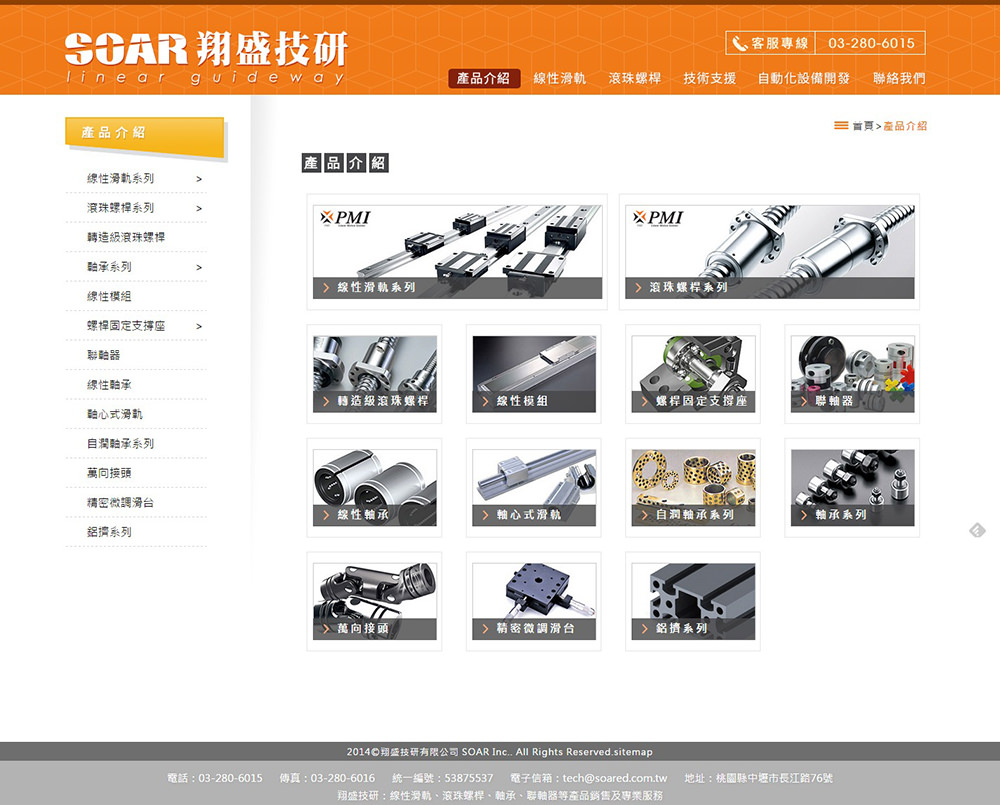 SOAR 翔盛技研
linear guideway
客服專線 03-280-6015
產品介紹 線性滑軌 滾珠螺桿 技術支援 自動化設備開發 聯絡我們
首頁>產品介紹
產品介紹
線性滑軌系列 >
滾珠螺桿系列 >
轉造級滾珠螺桿
軸承系列 >
線性模組
螺桿固定支撐座 >
聯軸器
線性軸承
軸心式滑軌
自潤軸承系列
萬向接頭
精密微調滑台
鋁擠系列
產品介紹
PMI
線性滑軌系列
PMI
滾珠螺桿系列
轉造級滾珠螺桿
線性模組
螺桿固定支撐座
聯軸器
線性軸承
軸心式滑軌
自潤軸承系列
軸承系列
萬向接頭
精密微調滑台
鋁擠系列
2014©翔盛技研有限公司 SOAR Inc.. All Rights Reserved.sitemap
電話：03-280-6015 傳真：03-280-6016 統一編號：53875537 電子信箱：tech@soared.com.tw 地址：桃園縣中壢市長江路76號
翔盛技研：線性滑軌、滾珠螺桿、軸承、聯軸器等產品銷售及專業服務